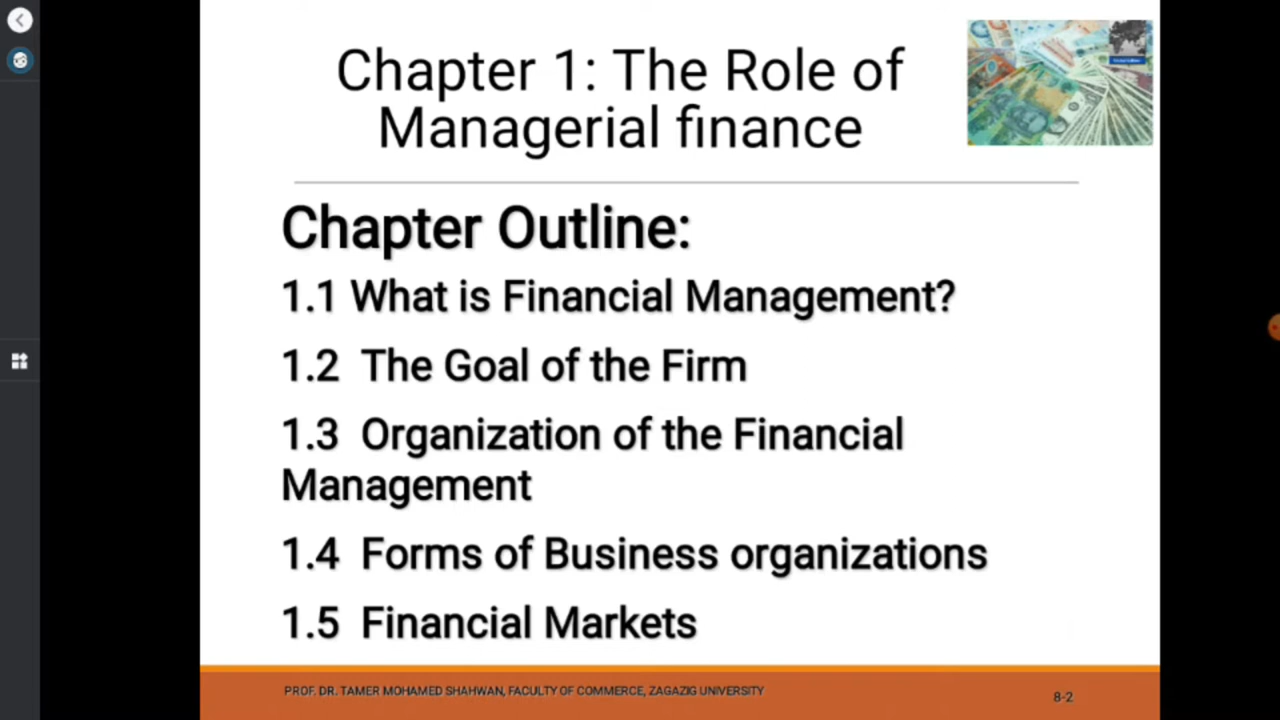 Chapter 1: The Role of
Managerial finance
Chapter Outline:
1.1 What is Financial Management?
1.2 The Goal of the Firm
1.3 Organization of the Financial
Management
1.4 Forms of Business organizations
1.5 Financial Markets
PROF. DR. TAMER MOHAMED SHAHWAN, FACULTY OF COMMERCE, ZAGAZIG UNIVERSITY
8-2